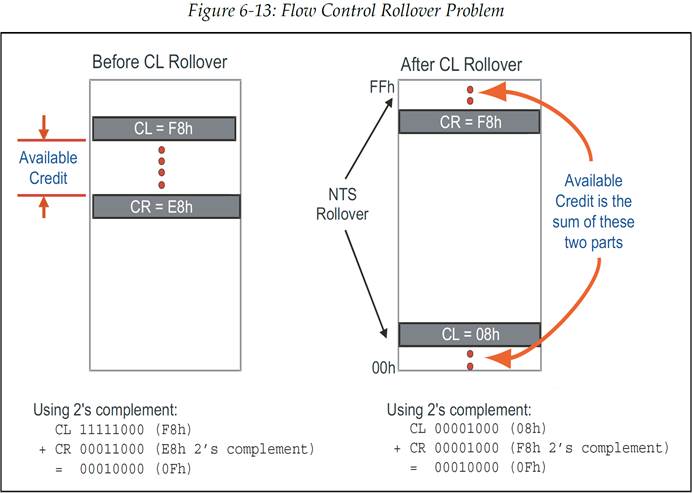 Figure 6-13: Flow Control Rollover Problem
Before CL Rollover
CL = F8h
Available
Credit
CR = E8h
Using 2's complement:
CL 11111000 (F8h)
+ CR 00011000 (E8h 2's complement)
= 00010000 (0Fh)
After CL Rollover
FFh
CR = F8h
NTS
Rollover
Available
Credit is the
sum of these
two parts
CL = 08h
00h
Using 2's complement:
CL 00001000 (08h)
+ CR 00001000 (F8h 2's complement)
= 00010000 (0Fh)